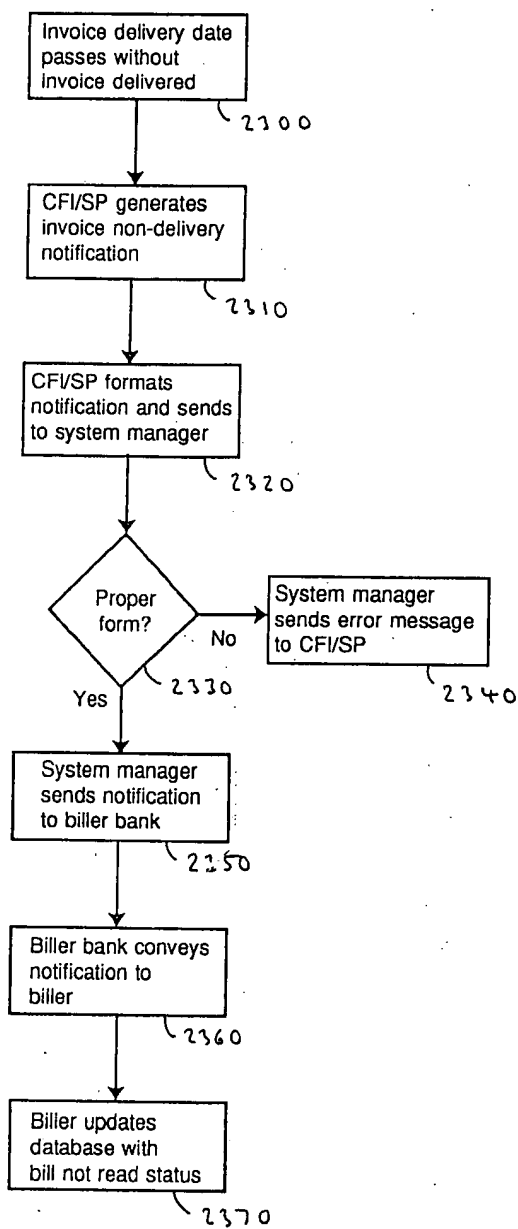 Invoice delivery date
passes without
invoice delivered
2300
CFI/SP generates
invoice non-delivery
notification
2310
CFI/SP formats
notification and sends
to system manager
2320
Proper
form?
No
2330
Yes
System manager
sends error message
to CFI/SP
2340
System manager
sends notification
to biller bank
2350
Biller bank conveys
notification to
biller
2360
Biller updates
database with
bill not read status
2370